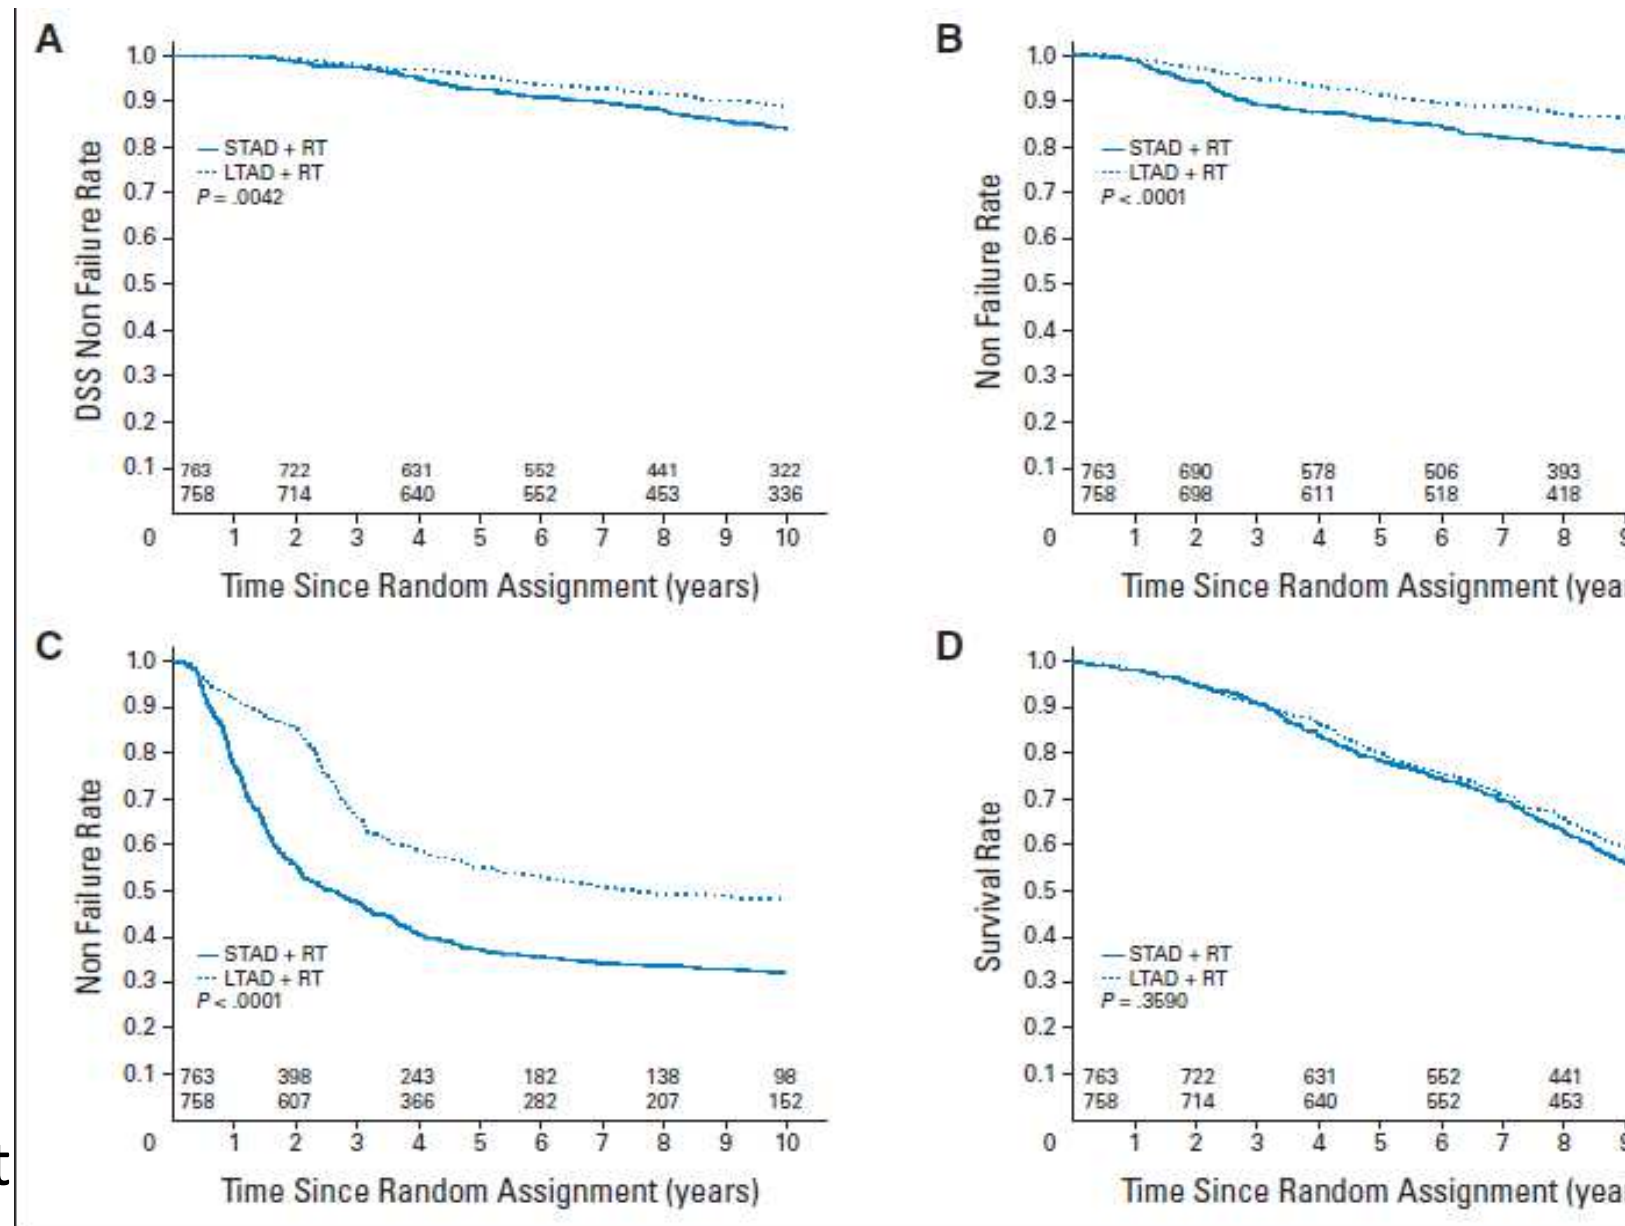 A
DSS Non Failure Rate
1.0
0.9
0.8
0.7
0.6
0.5
0.4
0.3
0.2
0.1
STAD + RT
LTAD + RT
P = .0042
763 722 631 552 441 322
758 714 640 552 453 336
0 1 2 3 4 5 6 7 8 9 10
Time Since Random Assignment (years)
B
Non Failure Rate
1.0
0.9
0.8
0.7
0.6
0.5
0.4
0.3
0.2
0.1
STAD + RT
LTAD + RT
P < .0001
763 690 578 506 393
758 698 611 518 418
0 1 2 3 4 5 6 7 8 9
Time Since Random Assignment (yea
C
Non Failure Rate
1.0
0.9
0.8
0.7
0.6
0.5
0.4
0.3
0.2
0.1
STAD + RT
LTAD + RT
P < .0001
763 398 243 182 138 98
758 607 366 282 207 152
0 1 2 3 4 5 6 7 8 9 10
Time Since Random Assignment (years)
D
Survival Rate
1.0
0.9
0.8
0.7
0.6
0.5
0.4
0.3
0.2
0.1
STAD + RT
LTAD + RT
P = .3590
763 722 631 552 441
758 714 640 552 453
0 1 2 3 4 5 6 7 8 9
Time Since Random Assignment (yea
t